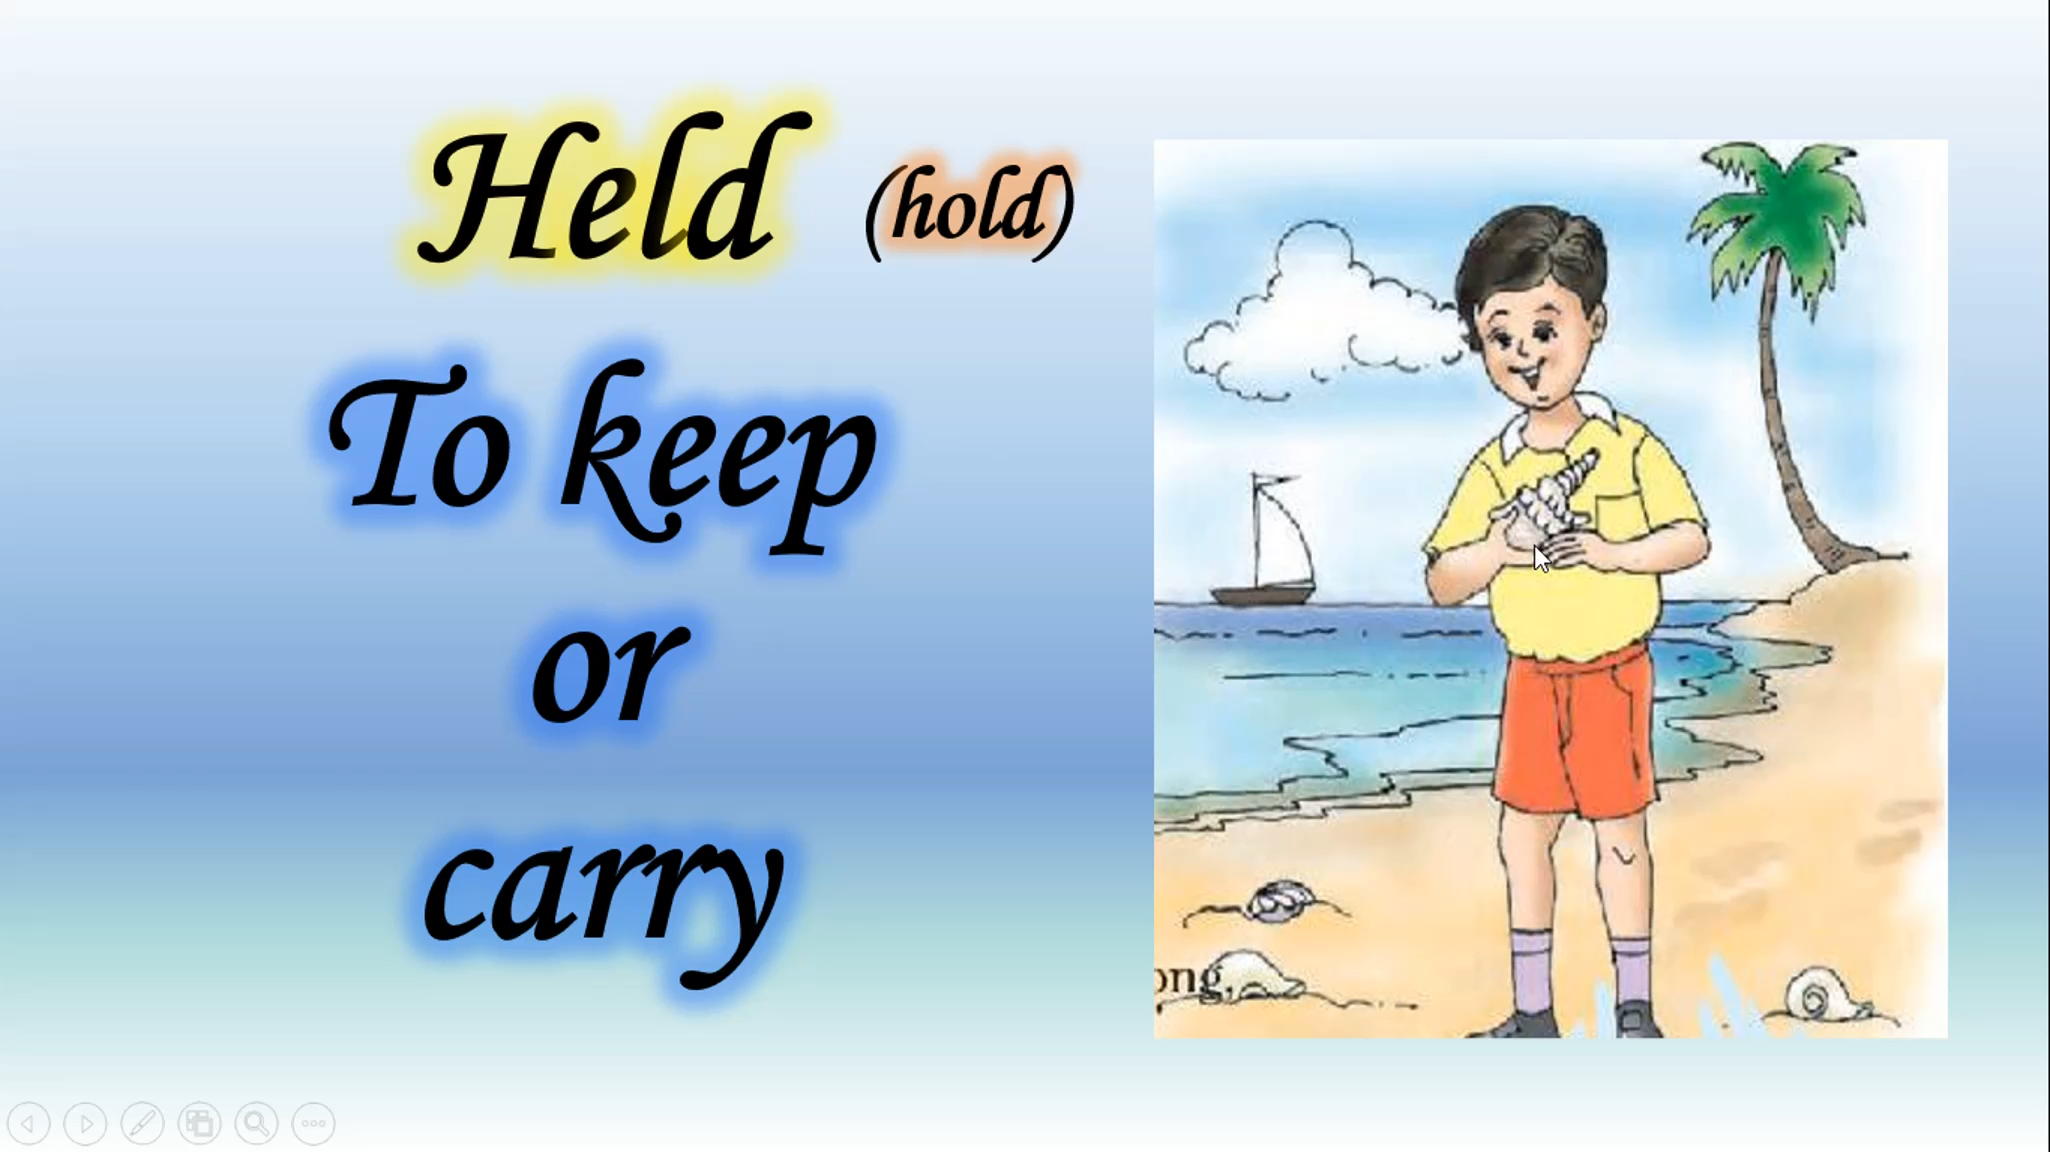 Held (hold)
To keep
or
carry
ong,